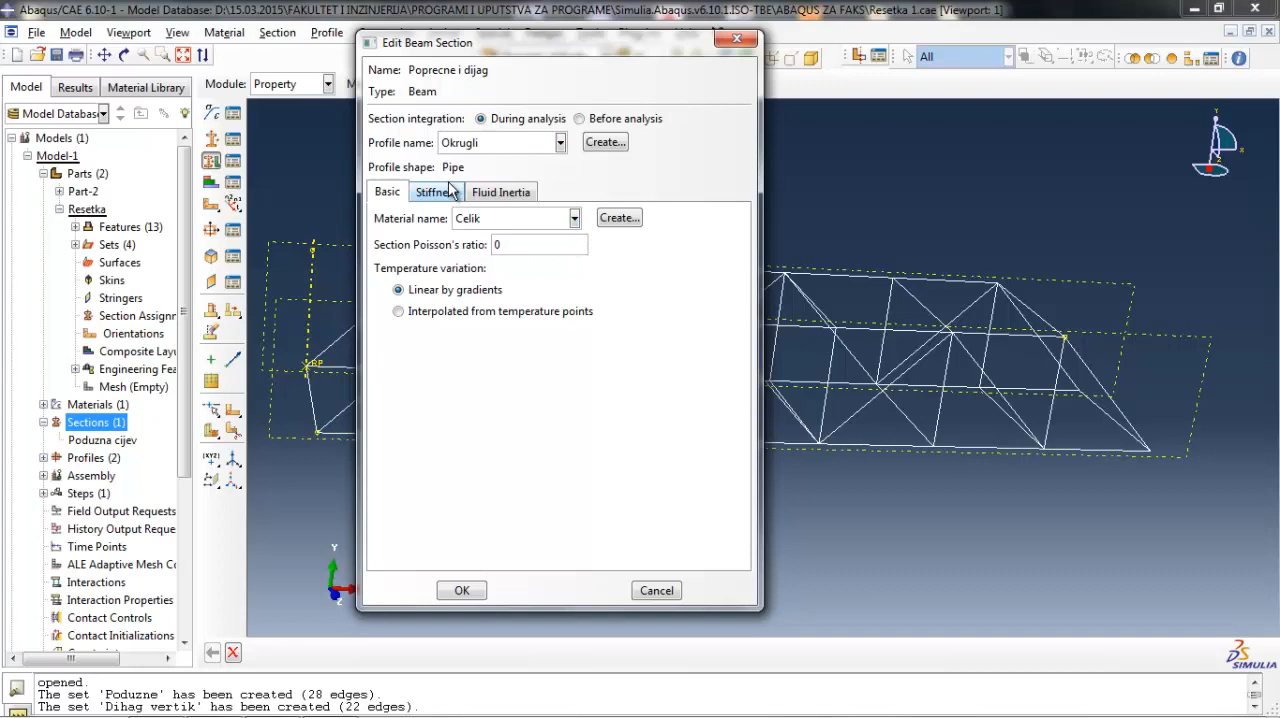 Abaqus/CAE 6.10-1 - Model Database: D:\15.03.2015\FAKULTET I INZINJERIJA\PROGRAMI I UPUTSTVA ZA PROGRAME\Simulia.Abaqus.v6.10.1.ISO-TBE\ABAQUS ZA FAKS\Resetka 1.cae [Viewport: 1]
File Model Viewport View Material Section Profile
All
Model Results Material Library Module: Property
Model Databas
Models (1)
Model-1
Parts (2)
Part-2
Resetka
Features (13)
Sets (4)
Surfaces
Skins
Stringers
Section Assignn
Orientations
Composite Layu
Engineering Fea
Mesh (Empty)
Materials (1)
Sections (1)
Poduzna cijev
Profiles (2)
Assembly
Steps (1)
Field Output Requests
History Output Reque
Time Points
ALE Adaptive Mesh Co
Interactions
Interaction Properties
Contact Controls
Contact Initializations
Edit Beam Section
Name: Poprecne i dijag
Type: Beam
Section integration: During analysis Before analysis
Profile name: Okrugli Create...
Profile shape: Pipe
Basic Stiffne Fluid Inertia
Material name: Celik Create...
Section Poisson's ratio: 0
Temperature variation:
Linear by gradients
Interpolated from temperature points
OK Cancel
RP
Y
Z
Y
X
Z
SIMULIA
opened.
The set 'Poduzne' has been created (28 edges).
The set 'Dihag vertik' has been created (22 edges).